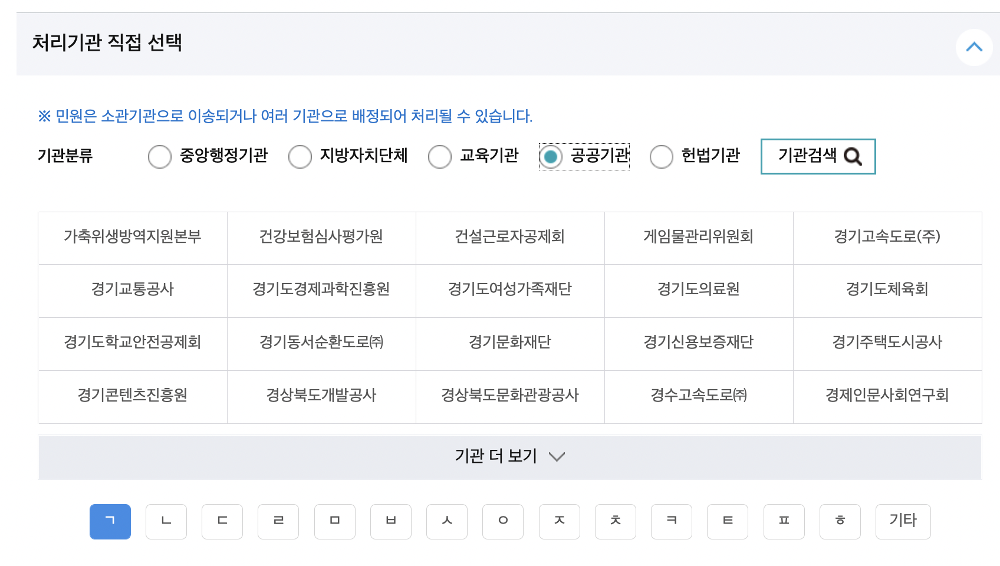 처리기관 직접 선택
※ 민원은 소관기관으로 이송되거나 여러 기관으로 배정되어 처리될 수 있습니다.
기관분류 중앙행정기관 지방자치단체 교육기관 공공기관 헌법기관 기관검색
가축위생방역지원본부 건강보험심사평가원 건설근로자공제회 게임물관리위원회 경기고속도로(주)
경기교통공사 경기도경제과학진흥원 경기도여성가족재단 경기도의료원 경기도체육회
경기도학교안전공제회 경기동서순환도로㈜ 경기문화재단 경기신용보증재단 경기주택도시공사
경기콘텐츠진흥원 경상북도개발공사 경상북도문화관광공사 경수고속도로㈜ 경제인문사회연구회
기관 더 보기
ㄱ ㄴ ㄷ ㄹ ㅁ ㅂ ㅅ ㅇ ㅈ ㅊ ㅋ ㅌ ㅍ ㅎ 기타